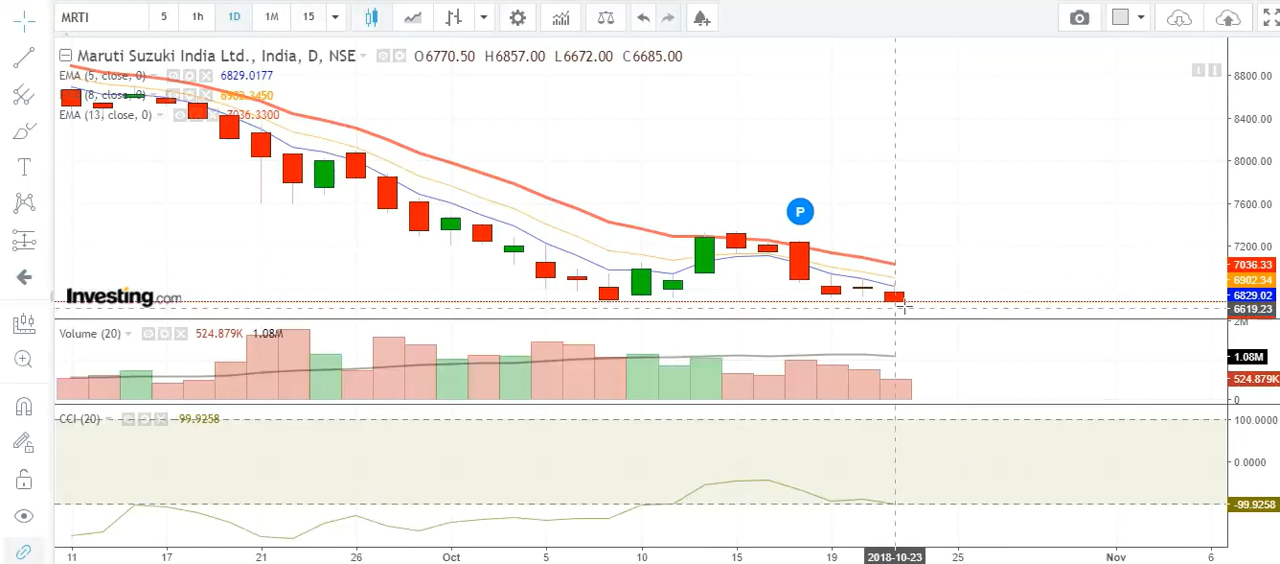 MRTI 5 1h 1D 1M 15
Maruti Suzuki India Ltd., India, D, NSE O6770.50 H6857.00 L6672.00 C6685.00
EMA (5, close, 0) 6829.0177
(8, close, 0) 6902.3450
EMA (13, close, 0) 7036.3300
8800.00
8400.00
8000.00
7600.00
P
7200.00
7036.33
6902.34
6829.02
6619.23
Investing.com
2M
Volume (20) 524.879K 1.08M
1.08M
524.879K
0
CCI (20) -99.9258
100.0000
0.0000
-99.9258
11 17 21 26 Oct 5 10 15 19 2018-10-23 25 Nov 6
T